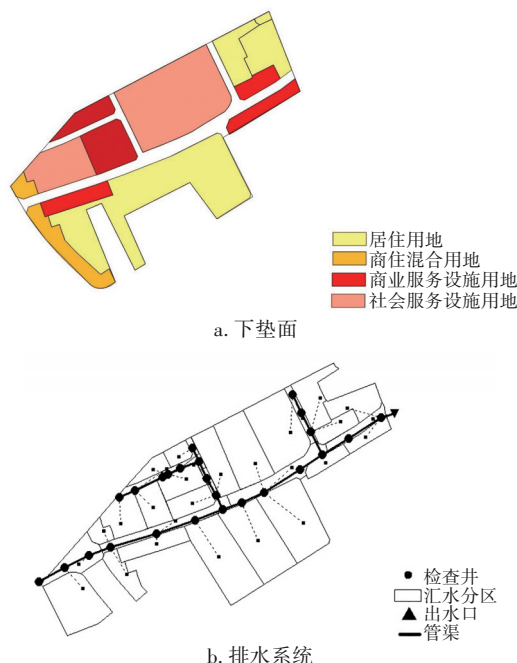 居住用地
商住混合用地
商业服务设施用地
社会服务设施用地
a. 下垫面
检查井
汇水分区
出水口
管渠
b. 排水系统